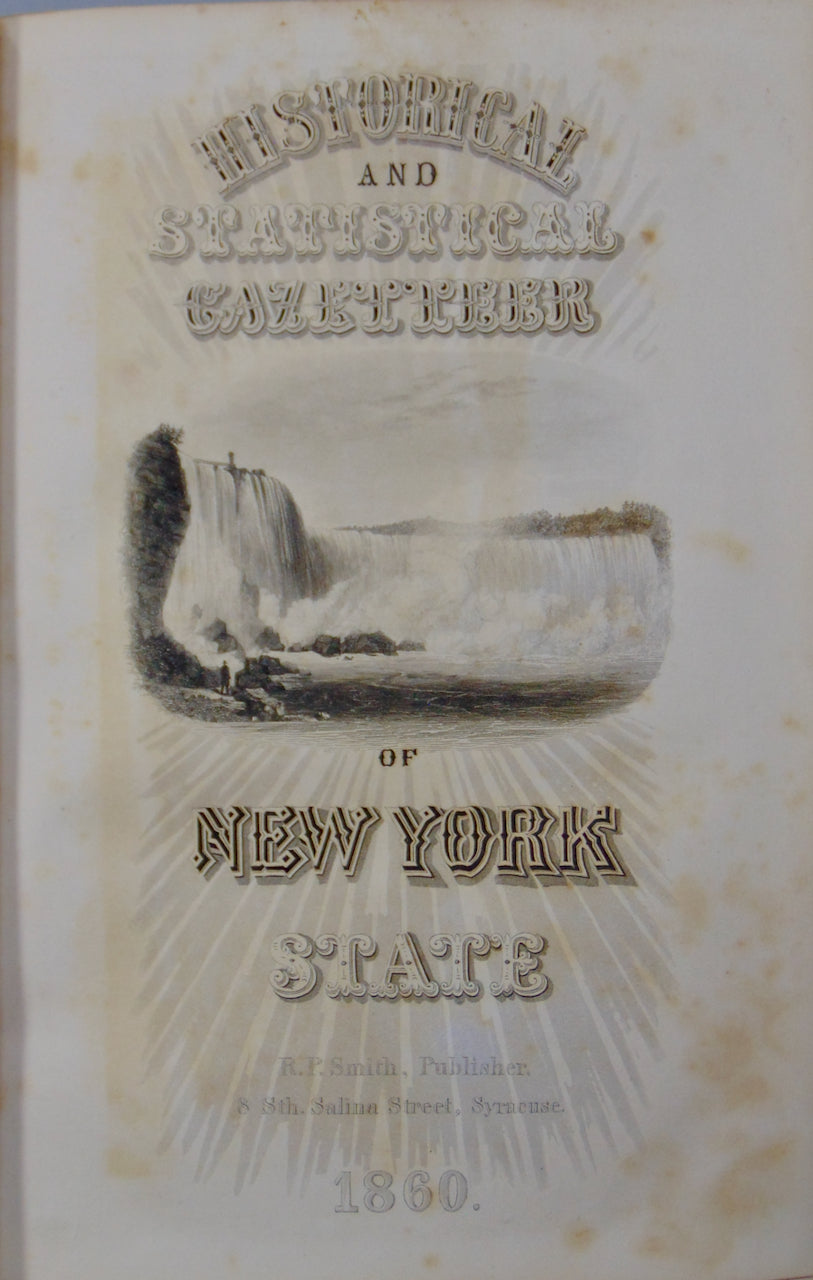 HISTORICAL
AND
STATISTICAL
GAZETTEER
OF
NEW YORK
STATE
R. P. Smith, Publisher.
8 Sth. Salina Street, Syracuse.
1860.